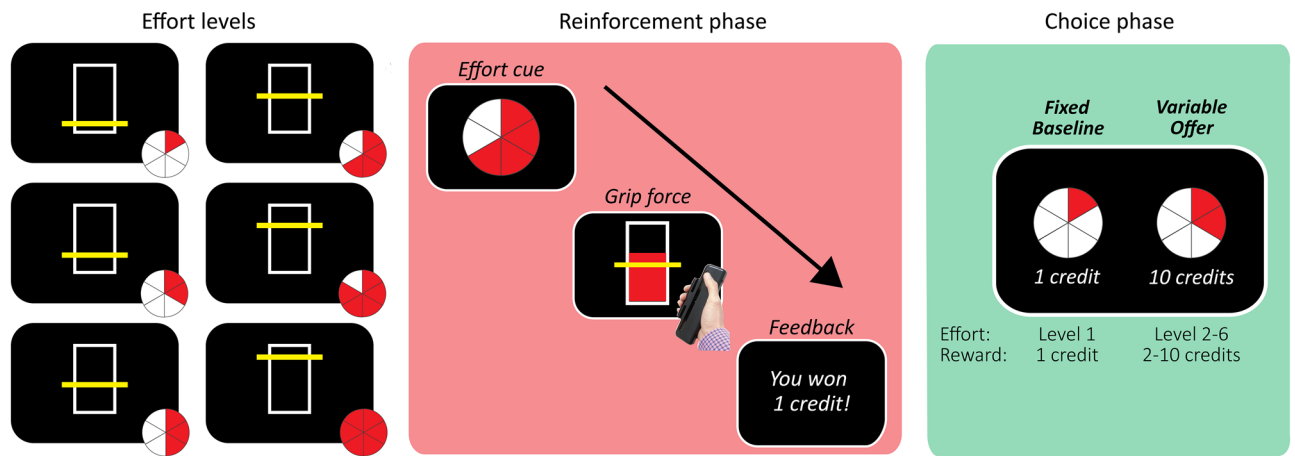 Effort levels
Reinforcement phase
Effort cue
Grip force
Feedback
You won
1 credit!
Choice phase
Fixed Variable
Baseline Offer
1 credit 10 credits
Effort: Level 1 Level 2-6
Reward: 1 credit 2-10 credits